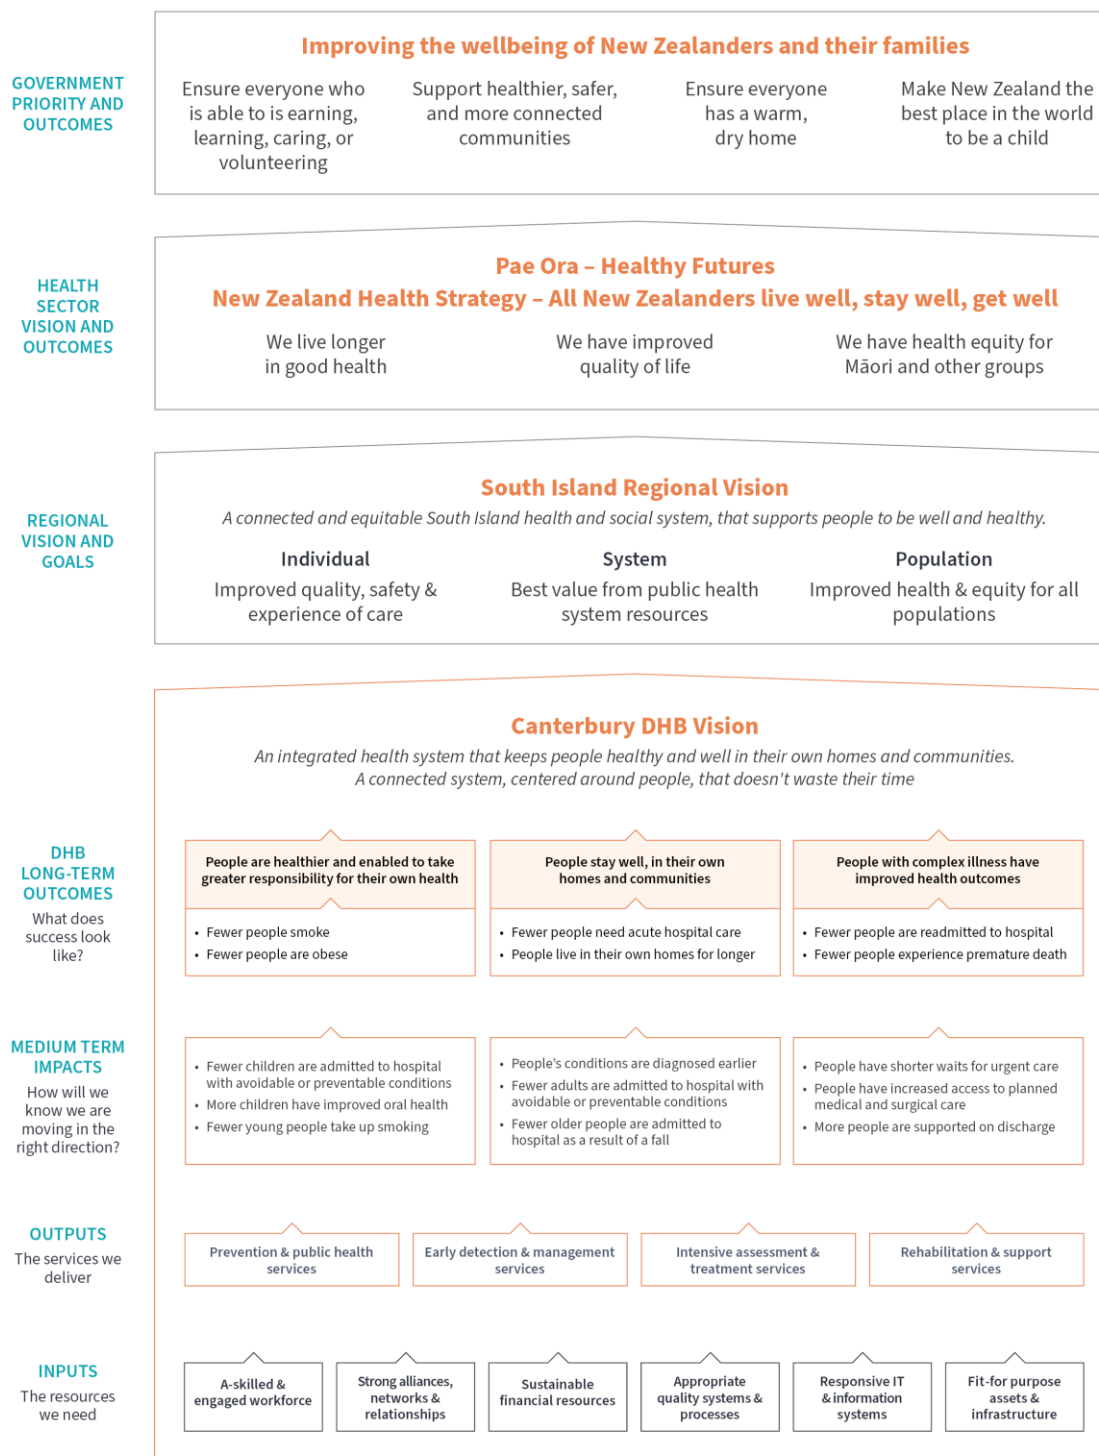 GOVERNMENT
PRIORITY AND
OUTCOMES
Improving the wellbeing of New Zealanders and their families
Ensure everyone who
is able to is earning,
learning, caring, or
volunteering
Support healthier, safer,
and more connected
communities
Ensure everyone
has a warm,
dry home
Make New Zealand the
best place in the world
to be a child
HEALTH
SECTOR
VISION AND
OUTCOMES
Pae Ora – Healthy Futures
New Zealand Health Strategy – All New Zealanders live well, stay well, get well
We live longer
in good health
We have improved
quality of life
We have health equity for
Māori and other groups
REGIONAL
VISION AND
GOALS
South Island Regional Vision
A connected and equitable South Island health and social system, that supports people to be well and healthy.
Individual
Improved quality, safety &
experience of care
System
Best value from public health
system resources
Population
Improved health & equity for all
populations
Canterbury DHB Vision
An integrated health system that keeps people healthy and well in their own homes and communities.
A connected system, centered around people, that doesn't waste their time
DHB
LONG-TERM
OUTCOMES
What does
success look
like?
People are healthier and enabled to take
greater responsibility for their own health
• Fewer people smoke
• Fewer people are obese
People stay well, in their own
homes and communities
• Fewer people need acute hospital care
• People live in their own homes for longer
People with complex illness have
improved health outcomes
• Fewer people are readmitted to hospital
• Fewer people experience premature death
MEDIUM TERM
IMPACTS
How will we
know we are
moving in the
right direction?
• Fewer children are admitted to hospital
with avoidable or preventable conditions
• More children have improved oral health
• Fewer young people take up smoking
• People's conditions are diagnosed earlier
• Fewer adults are admitted to hospital with
avoidable or preventable conditions
• Fewer older people are admitted to
hospital as a result of a fall
• People have shorter waits for urgent care
• People have increased access to planned
medical and surgical care
• More people are supported on discharge
OUTPUTS
The services we
deliver
Prevention & public health
services
Early detection & management
services
Intensive assessment &
treatment services
Rehabilitation & support
services
INPUTS
The resources
we need
A-skilled &
engaged workforce
Strong alliances,
networks &
relationships
Sustainable
financial resources
Appropriate
quality systems &
processes
Responsive IT
& information
systems
Fit-for purpose
assets &
infrastructure